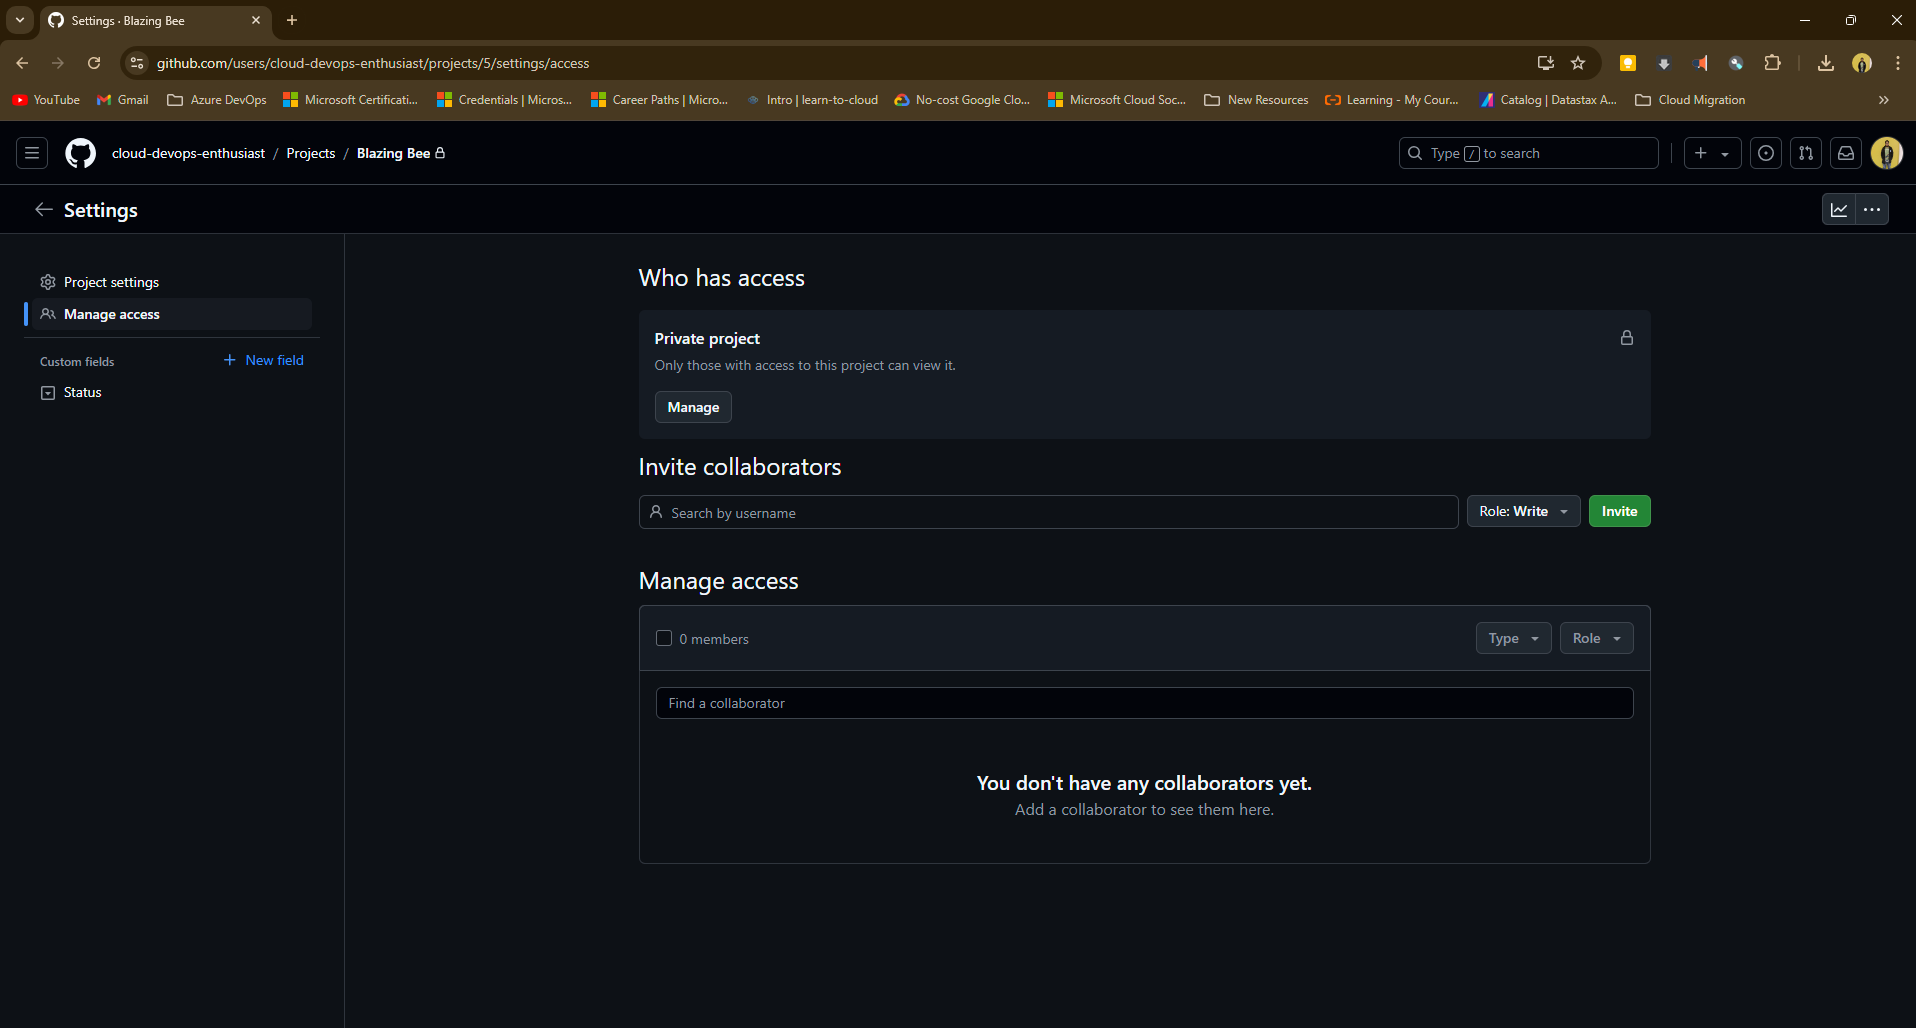 Settings · Blazing Bee
github.com/users/cloud-devops-enthusiast/projects/5/settings/access
YouTube Gmail Azure DevOps Microsoft Certificati... Credentials | Micros... Career Paths | Micro... Intro | learn-to-cloud No-cost Google Clo... Microsoft Cloud Soc... New Resources Learning - My Cour... Catalog | Datastax A... Cloud Migration
cloud-devops-enthusiast / Projects / Blazing Bee Type / to search
Settings
Project settings
Manage access
Custom fields New field
Status
Who has access
Private project
Only those with access to this project can view it.
Manage
Invite collaborators
Search by username Role: Write Invite
Manage access
0 members Type Role
Find a collaborator
You don't have any collaborators yet.
Add a collaborator to see them here.